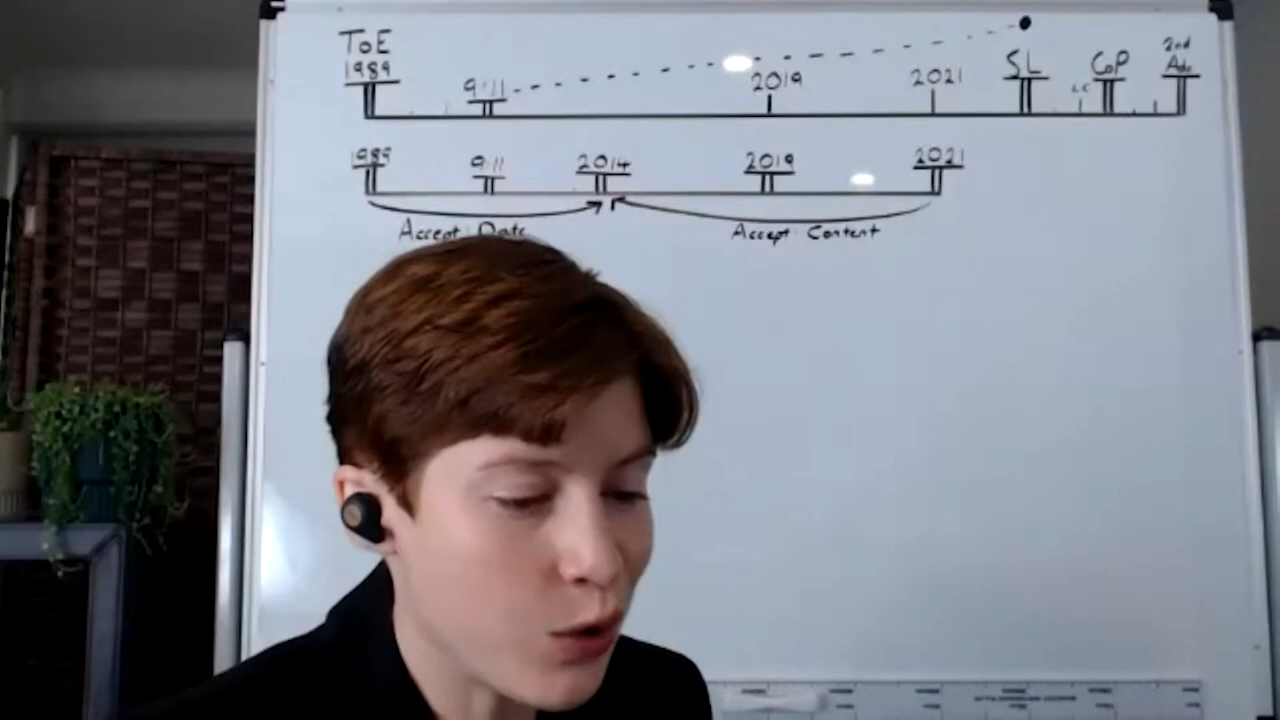 ToE
1989 9:11 2019 2021 SL LC CoP 2nd Adv
1989 9:11 2014 2019 2021
Accept: Date Accept: Content